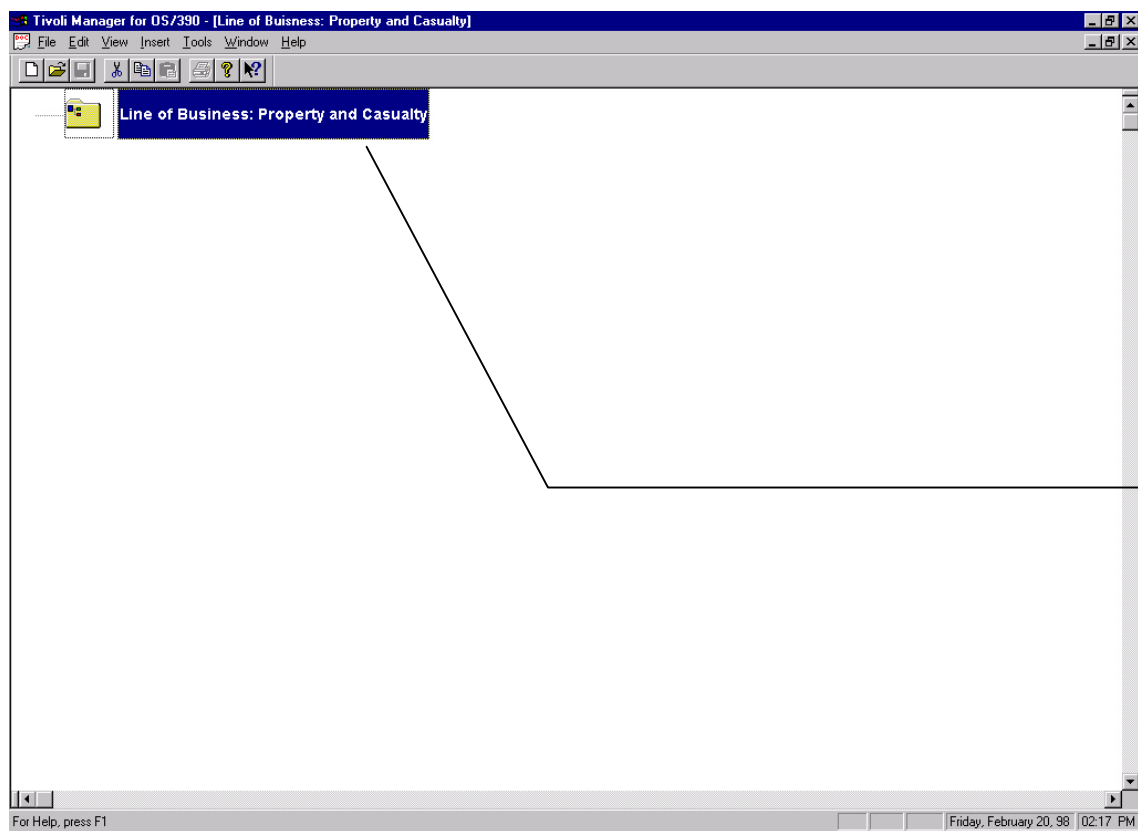 Tivoli Manager for OS/390 - [Line of Buisness: Property and Casualty]
File Edit View Insert Tools Window Help
Line of Business: Property and Casualty
For Help, press F1
Friday, February 20, 98 02:17 PM